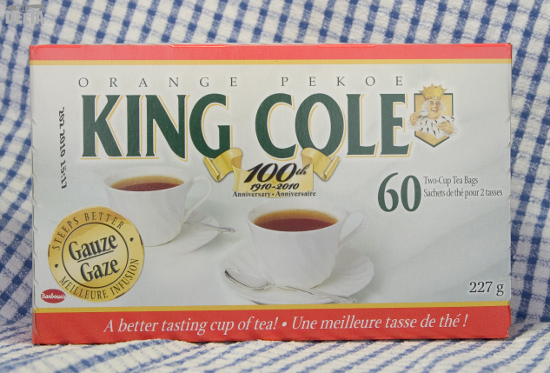 ORANGE PEKOE
KING COLE
100th
1910-2010
Anniversary • Anniversaire
60 Two-Cup Tea Bags
Sachets de thé pour 2 tasses
STEEPS BETTER
Gauze
Gaze
MEILLEURE INFUSION
Barbours
227 g
A better tasting cup of tea! • Une meilleure tasse de thé !